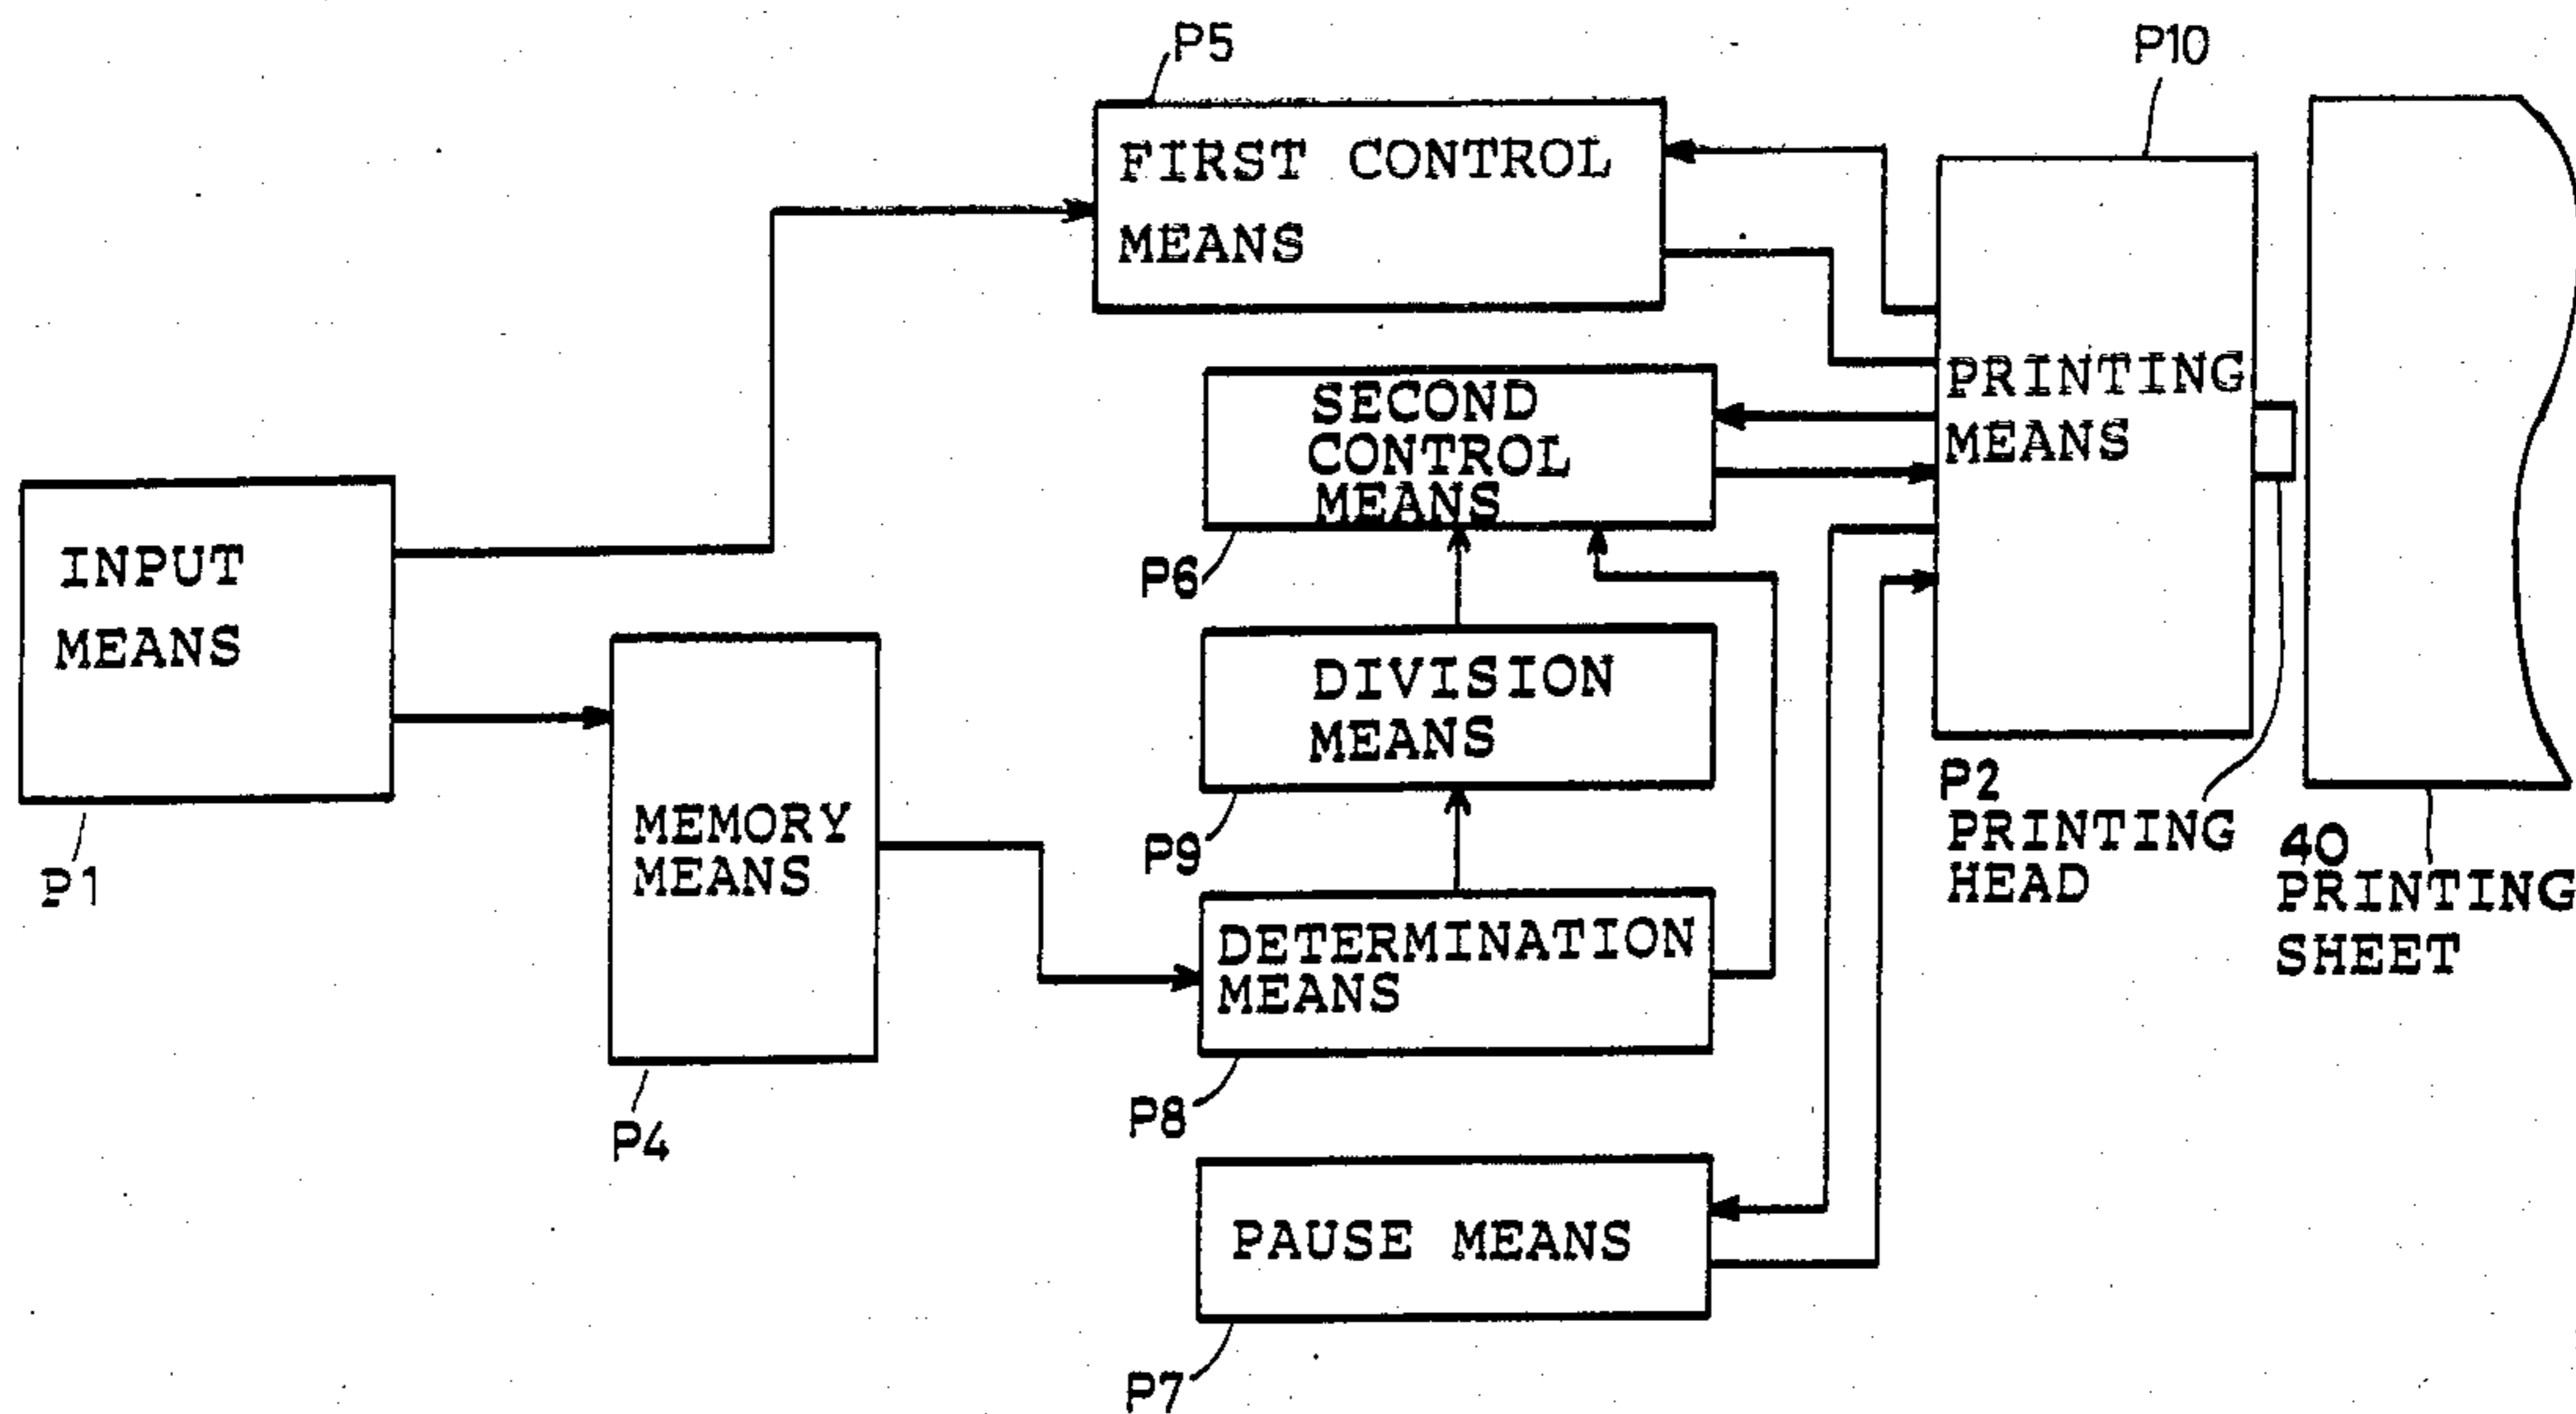 P5
P10
FIRST CONTROL
MEANS
PRINTING
MEANS
SECOND
CONTROL
MEANS
P6
INPUT
MEANS
P1
DIVISION
MEANS
P9
MEMORY
MEANS
P4
DETERMINATION
MEANS
P8
P2
PRINTING
HEAD
40
PRINTING
SHEET
PAUSE MEANS
P7